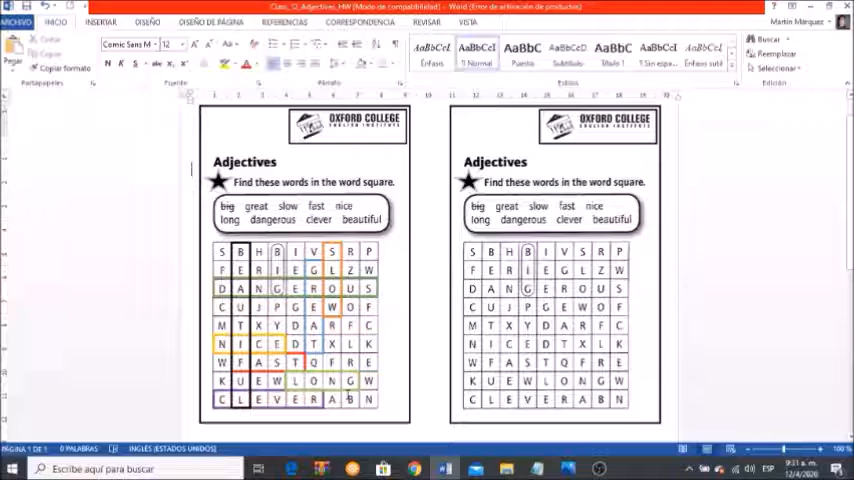 Class_12_Adjectives_HW [Modo de compatibilidad] - Word (Error de activación de productos)
ARCHIVO INICIO INSERTAR DISEÑO DISEÑO DE PÁGINA REFERENCIAS CORRESPONDENCIA REVISAR VISTA Martín Márquez
Pegar
Cortar
Copiar
Copiar formato
Portapapeles
Comic Sans M 12
N K S
Fuente
Párrafo
AaBbCcI AaBbCcI AaBbC AaBbCcD AaBbC AaBbCcI AaBbCcI
Énfasis ¶ Normal Puesto Subtítulo Título 1 ¶ Sin espa... Énfasis sutil
Estilos
Buscar
Reemplazar
Seleccionar
Edición
OXFORD COLLEGE
ENGLISH INSTITUTE
Adjectives
Find these words in the word square.
big great slow fast nice
long dangerous clever beautiful
S B H B I V S R P
F E R I E G L Z W
D A N G E R O U S
C U J P G E W O F
M T X Y D A R F C
N I C E D T X L K
W F A S T Q F R E
K U E W L O N G W
C L E V E R A B N
OXFORD COLLEGE
ENGLISH INSTITUTE
Adjectives
Find these words in the word square.
big great slow fast nice
long dangerous clever beautiful
S B H B I V S R P
F E R I E G L Z W
D A N G E R O U S
C U J P G E W O F
M T X Y D A R F C
N I C E D T X L K
W F A S T Q F R E
K U E W L O N G W
C L E V E R A B N
PÁGINA 1 DE 1 0 PALABRAS INGLÉS (ESTADOS UNIDOS) 100 %
Escribe aquí para buscar
ESP
9:31 a. m.
12/4/2020